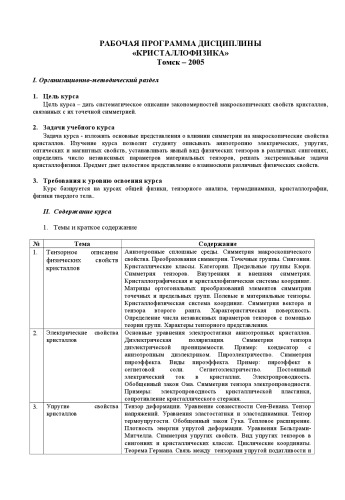 РАБОЧАЯ ПРОГРАММА ДИСЦИПЛИНЫ
«КРИСТАЛЛОФИЗИКА»
Томск – 2005
I. Организационно-методический раздел
1. Цель курса
Цель курса – дать систематическое описание закономерностей макроскопических свойств кристаллов,
связанных с их точечной симметрией.
2. Задачи учебного курса
Задача курса - изложить основные представления о влиянии симметрии на макроскопические свойства
кристаллов. Изучение курса позволит студенту описывать анизотропию электрических, упругих,
оптических и магнитных свойств, устанавливать явный вид физических тензоров в различных сингониях,
определять число независимых параметров материальных тензоров, решать экстремальные задачи
кристаллофизики. Предмет дает целостное представление о взаимосвязи различных физических свойств.
3. Требования к уровню освоения курса
Курс базируется на курсах общей физики, тензорного анализа, термодинамики, кристаллографии,
физики твердого тела.
II. Содержание курса
1. Темы и краткое содержание
№ Тема Содержание
1. Тензорное описание физических свойств кристаллов
Анизотропные сплошные среды. Симметрия макроскопического
свойства. Преобразования симметрии. Точечные группы. Сингонии.
Кристаллические классы. Категории. Предельные группы Кюри.
Симметрия тензоров. Внутренняя и внешняя симметрия.
Кристаллографическая и кристаллофизические системы координат.
Матрицы ортогональных преобразований элементов симметрии
точечных и предельных групп. Полевые и материальные тензоры.
Кристаллофизическая система координат. Симметрия вектора и
тензора второго ранга. Характеристическая поверхность.
Определение числа независимых параметров тензоров с помощью
теории групп. Характеры тензорного представления.
2. Электрические свойства кристаллов
Основные уравнения электростатики анизотропных кристаллов.
Диэлектрическая поляризация. Симметрия тензора
диэлектрической проницаемости. Пример: конденсатор с
анизотропным диэлектриком. Пироэлектричество. Симметрия
пироэффекта. Виды пироэффекта. Пример: пироэффект в
сегнетовой соли. Сегнетоэлектричество. Постоянный
электрический ток в кристаллах. Электропроводность.
Обобщенный закон Ома. Симметрия тензора электропроводности.
Примеры: электропроводность кристаллической пластинки,
сопротивление кристаллического стержня.
3. Упругие свойства кристаллов
Тензор деформации. Уравнения совместности Сен-Венана. Тензор
напряжений. Уравнения эластостатики и эластодинамики. Тензор
термоупругости. Обобщенный закон Гука. Тепловое расширение.
Плотность энергии упругой деформации. Уравнения Бельтрами-
Митчелла. Симметрия упругих свойств. Вид упругих тензоров в
сингониях и кристаллических классах. Циклические координаты.
Теорема Германа. Связь между тензорами упругой податливости и